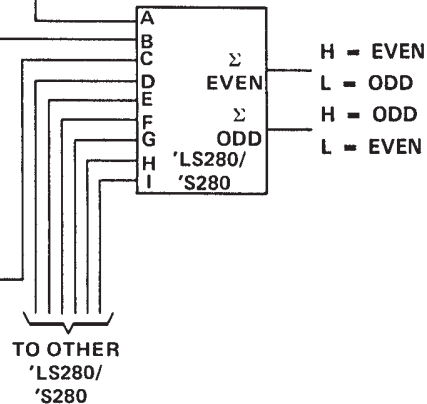 A
B
C
D
E
F
G
H
I
Σ
EVEN
Σ
ODD
'LS280/
'S280
H = EVEN
L = ODD
H = ODD
L = EVEN
TO OTHER
'LS280/
'S280